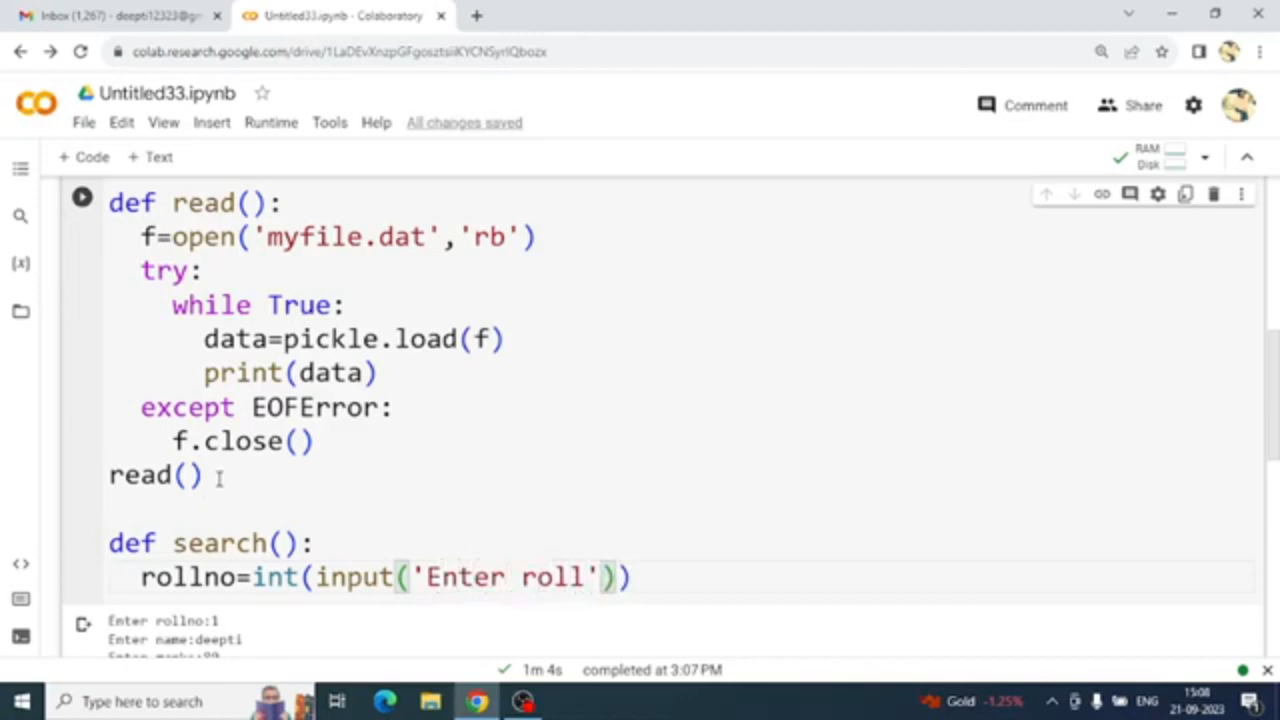 Inbox (1,267) - deepti12323@gm
Untitled33.ipynb - Colaboratory
colab.research.google.com/drive/
Untitled33.ipynb
Comment
Share
File Edit View Insert Runtime Tools Help All changes saved
+ Code + Text
RAM
Disk
def read():
f=open('myfile.dat','rb')
try:
while True:
data=pickle.load(f)
print(data)
except EOFError:
f.close()
read()
def search():
rollno=int(input('Enter roll'))
Enter rollno:1
Enter name:deepti
1m 4s completed at 3:07 PM
Type here to search
Gold -1.25%
ENG
15:08
21-09-2023